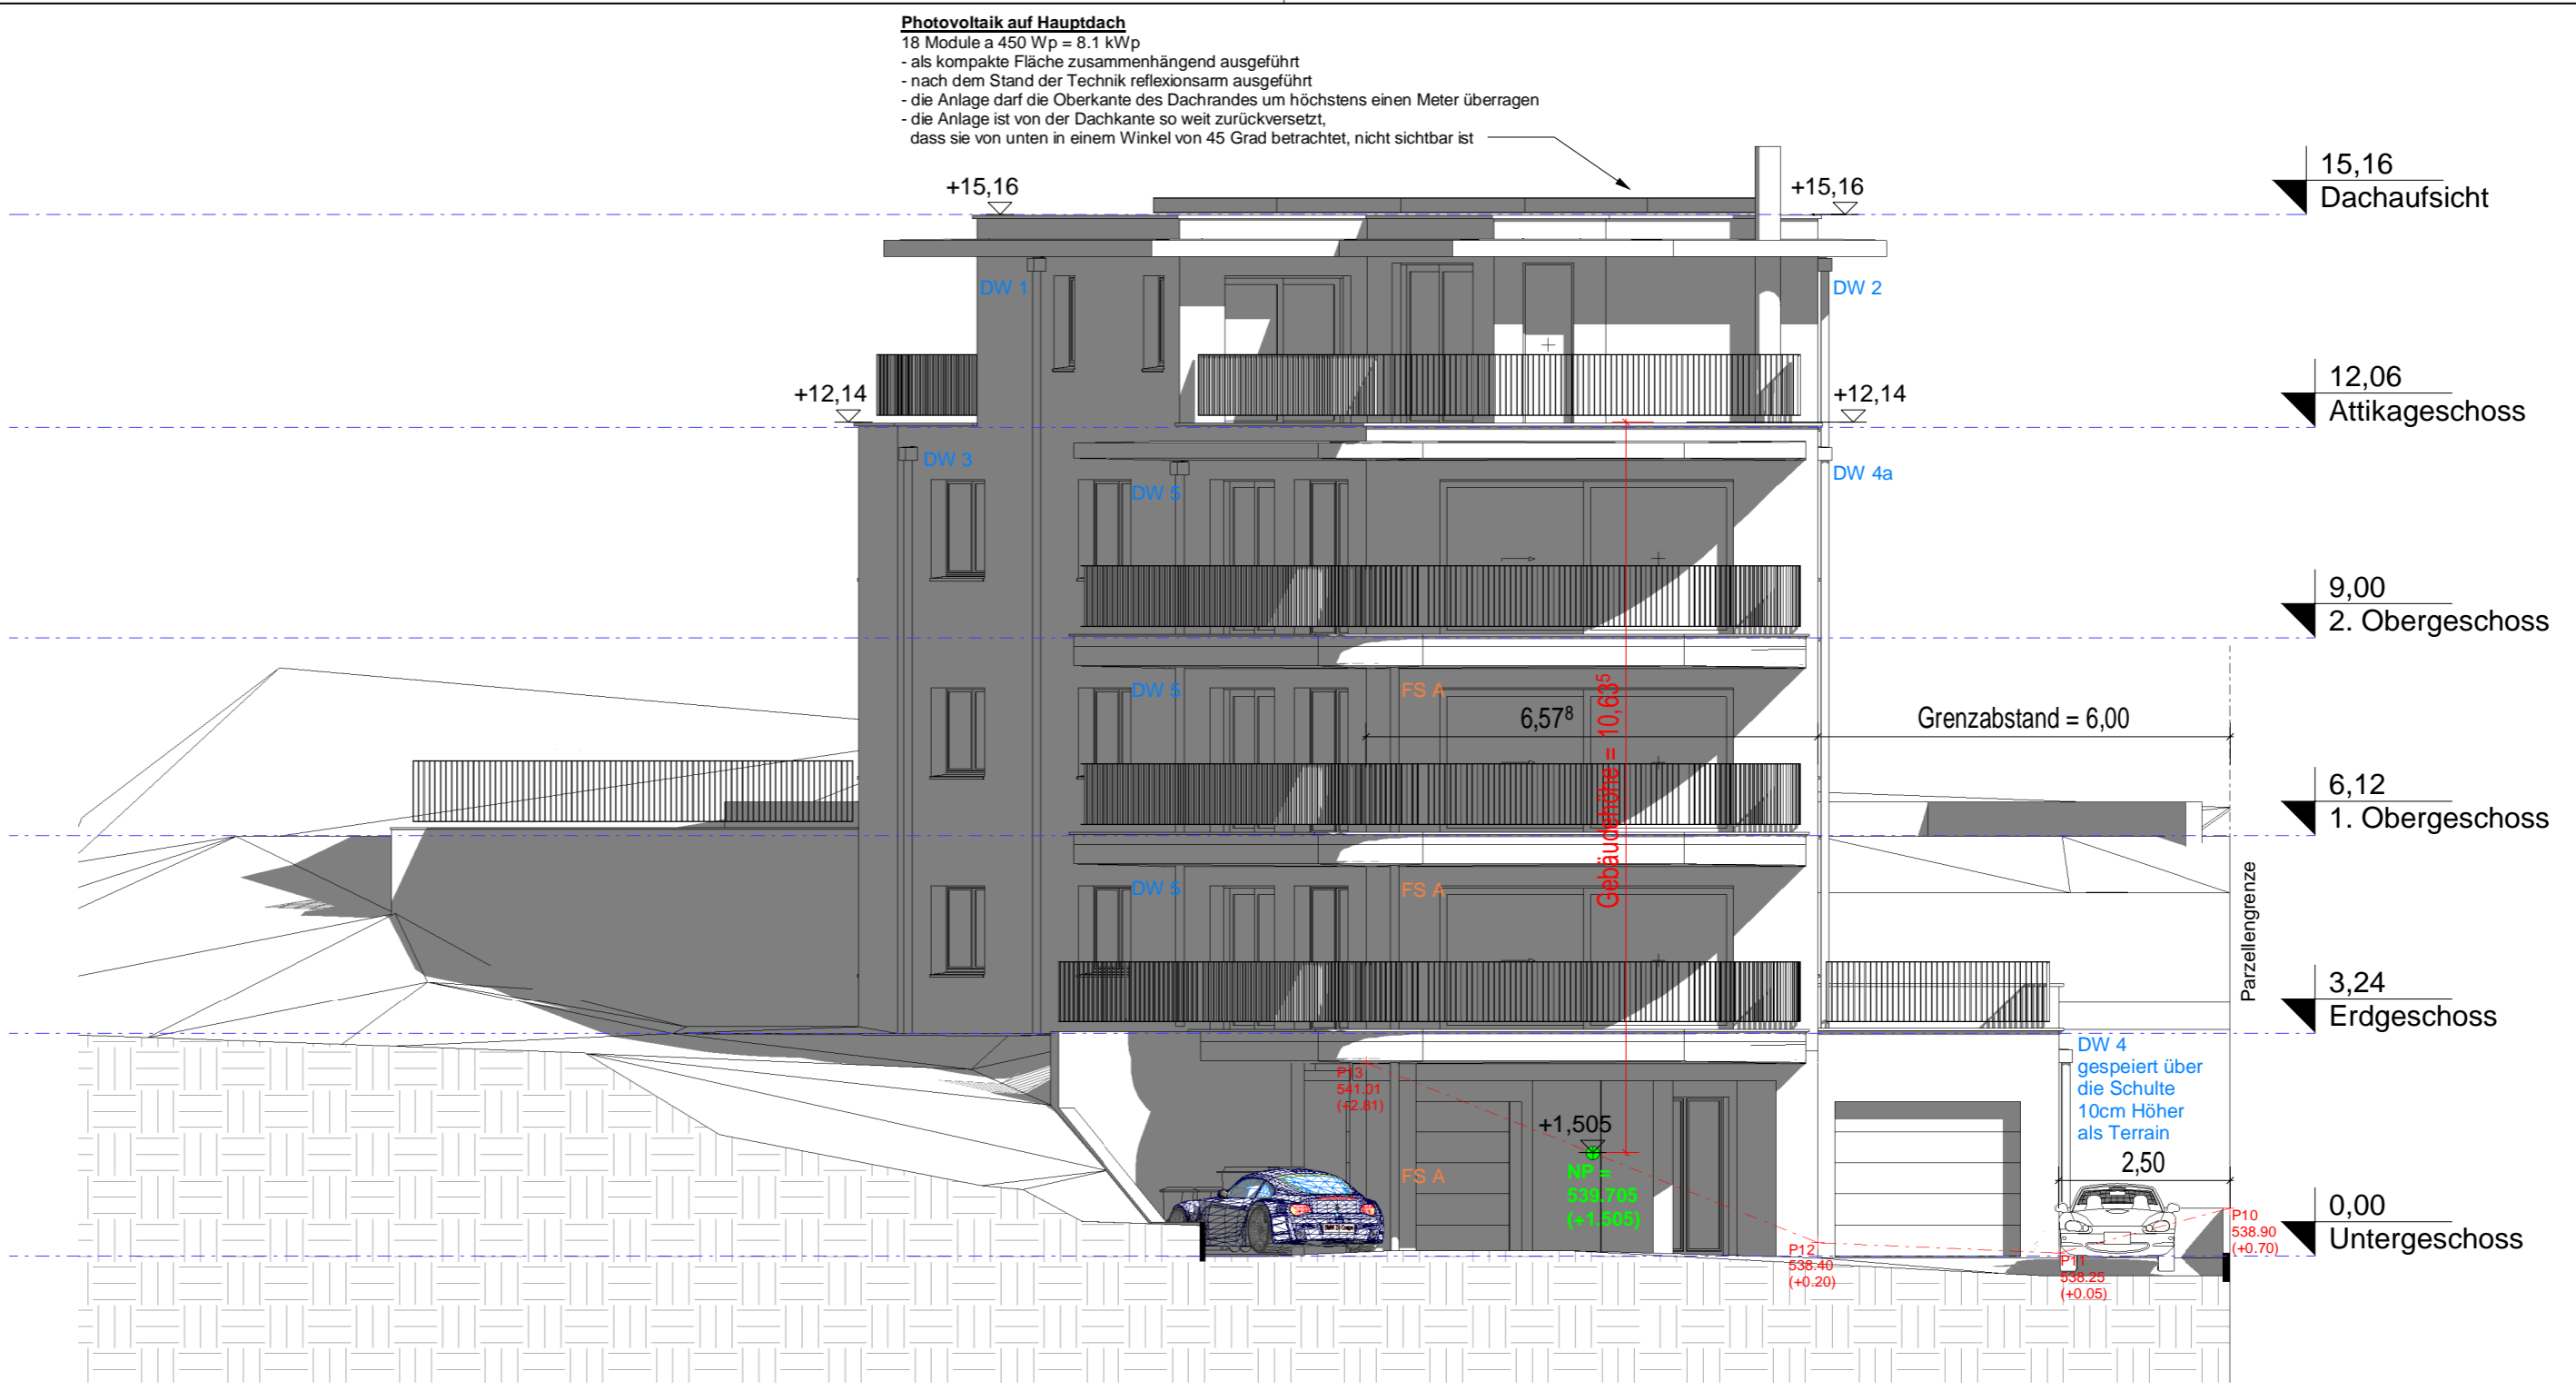 Photovoltaik auf Hauptdach
18 Module a 450 Wp = 8.1 kWp
- als kompakte Fläche zusammenhängend ausgeführt
- nach dem Stand der Technik reflexionsarm ausgeführt
- die Anlage darf die Oberkante des Dachrandes um höchstens einen Meter überragen
- die Anlage ist von der Dachkante so weit zurückversetzt,
dass sie von unten in einem Winkel von 45 Grad betrachtet, nicht sichtbar ist
+15,16
+15,16
15,16
Dachaufsicht
DW 1
DW 2
+12,14
+12,14
12,06
Attikageschoss
DW 3
DW 5
DW 4a
9,00
2. Obergeschoss
DW 5
FS A
6,57⁸
Gebäudehöhe = 10,63⁵
Grenzabstand = 6,00
6,12
1. Obergeschoss
DW 5
FS A
Parzellengrenze
3,24
Erdgeschoss
DW 4
gespeiert über
die Schulte
10cm Höher
als Terrain
P13
541.01
(+2.81)
+1,505
NP =
539.705
(+1.505)
FS A
2,50
P10
538.90
(+0.70)
0,00
Untergeschoss
P12
538.40
(+0.20)
P11
538.25
(+0.05)